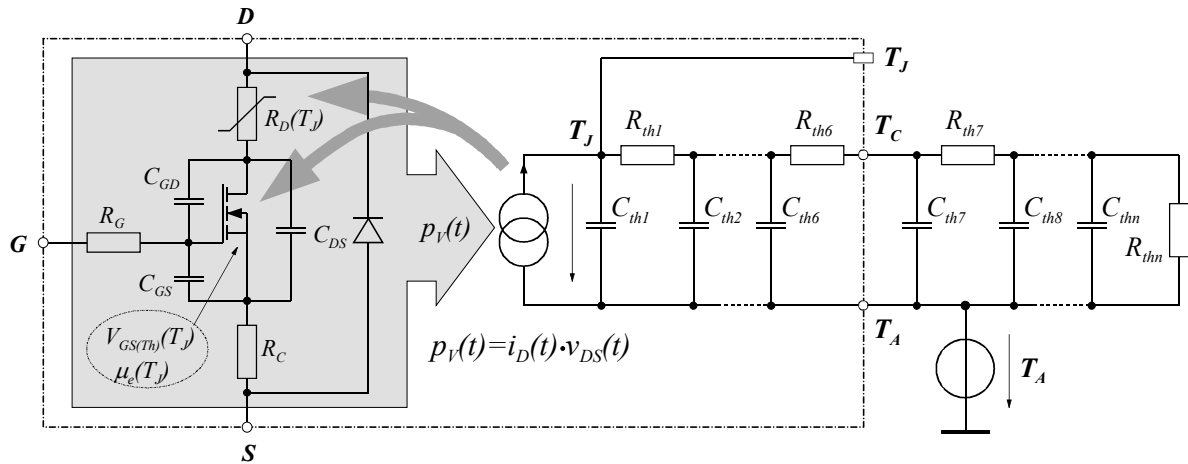 D
R_D(T_J)
C_GD
R_G
G
C_DS
C_GS
V_GS(Th)(T_J)
μ_e(T_J)
R_C
S
p_V(t)
p_V(t)=i_D(t)·v_DS(t)
T_J
T_J
R_th1
R_th6
T_C
R_th7
C_th1
C_th2
C_th6
C_th7
C_th8
C_thn
R_thn
T_A
T_A